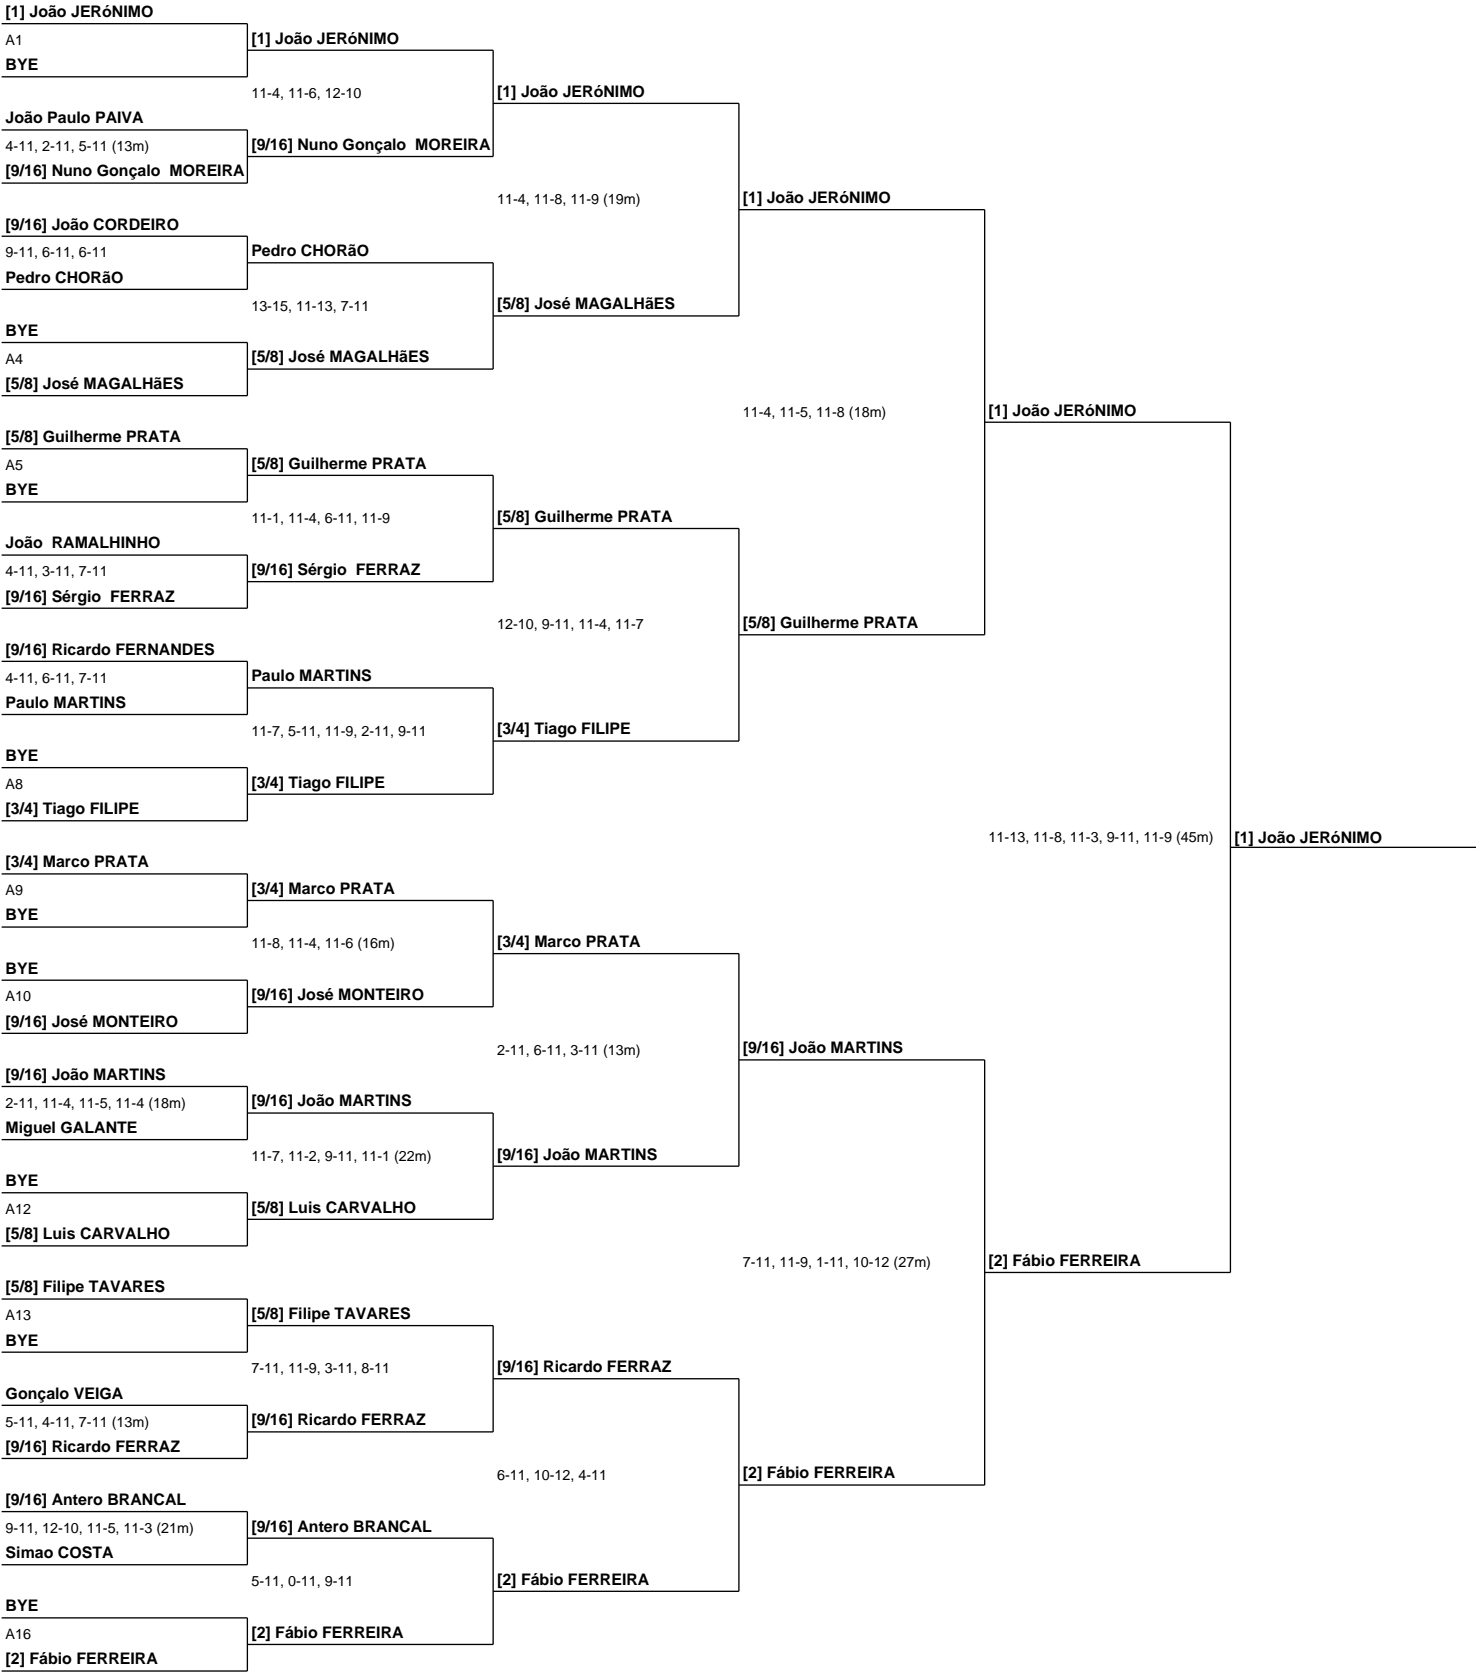 [1] João JERóNIMO
A1
[1] João JERóNIMO
BYE
11-4, 11-6, 12-10
[1] João JERóNIMO
João Paulo PAIVA
4-11, 2-11, 5-11 (13m)
[9/16] Nuno Gonçalo  MOREIRA
[9/16] Nuno Gonçalo  MOREIRA
11-4, 11-8, 11-9 (19m)
[1] João JERóNIMO
[9/16] João CORDEIRO
9-11, 6-11, 6-11
Pedro CHORãO
Pedro CHORãO
13-15, 11-13, 7-11
[5/8] José MAGALHãES
BYE
A4
[5/8] José MAGALHãES
[5/8] José MAGALHãES
11-4, 11-5, 11-8 (18m)
[1] João JERóNIMO
[5/8] Guilherme PRATA
A5
[5/8] Guilherme PRATA
BYE
11-1, 11-4, 6-11, 11-9
[5/8] Guilherme PRATA
João  RAMALHINHO
4-11, 3-11, 7-11
[9/16] Sérgio  FERRAZ
[9/16] Sérgio  FERRAZ
12-10, 9-11, 11-4, 11-7
[5/8] Guilherme PRATA
[9/16] Ricardo FERNANDES
4-11, 6-11, 7-11
Paulo MARTINS
Paulo MARTINS
11-7, 5-11, 11-9, 2-11, 9-11
[3/4] Tiago FILIPE
BYE
A8
[3/4] Tiago FILIPE
[3/4] Tiago FILIPE
11-13, 11-8, 11-3, 9-11, 11-9 (45m)
[1] João JERóNIMO
[3/4] Marco PRATA
A9
[3/4] Marco PRATA
BYE
11-8, 11-4, 11-6 (16m)
[3/4] Marco PRATA
BYE
A10
[9/16] José MONTEIRO
[9/16] José MONTEIRO
2-11, 6-11, 3-11 (13m)
[9/16] João MARTINS
[9/16] João MARTINS
2-11, 11-4, 11-5, 11-4 (18m)
[9/16] João MARTINS
Miguel GALANTE
11-7, 11-2, 9-11, 11-1 (22m)
[9/16] João MARTINS
BYE
A12
[5/8] Luis CARVALHO
[5/8] Luis CARVALHO
7-11, 11-9, 1-11, 10-12 (27m)
[2] Fábio FERREIRA
[5/8] Filipe TAVARES
A13
[5/8] Filipe TAVARES
BYE
7-11, 11-9, 3-11, 8-11
[9/16] Ricardo FERRAZ
Gonçalo VEIGA
5-11, 4-11, 7-11 (13m)
[9/16] Ricardo FERRAZ
[9/16] Ricardo FERRAZ
6-11, 10-12, 4-11
[2] Fábio FERREIRA
[9/16] Antero BRANCAL
9-11, 12-10, 11-5, 11-3 (21m)
[9/16] Antero BRANCAL
Simao COSTA
5-11, 0-11, 9-11
[2] Fábio FERREIRA
BYE
A16
[2] Fábio FERREIRA
[2] Fábio FERREIRA